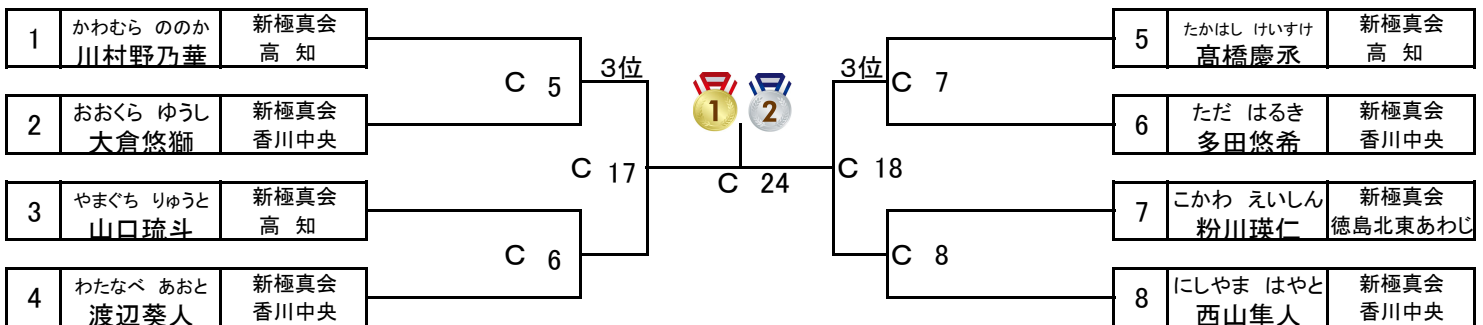 1
かわむら ののか
川村野乃華
新極真会
高 知
2
おおくら ゆうし
大倉悠獅
新極真会
香川中央
3
やまぐち りゅうと
山口琉斗
新極真会
高 知
4
わたなべ あおと
渡辺葵人
新極真会
香川中央
C 5
C 6
3位
C 17
1
2
C 24
3位
C 18
C 7
C 8
5
たかはし けいすけ
髙橋慶丞
新極真会
高 知
6
ただ はるき
多田悠希
新極真会
香川中央
7
こかわ えいしん
粉川瑛仁
新極真会
徳島北東あわじ
8
にしやま はやと
西山隼人
新極真会
香川中央